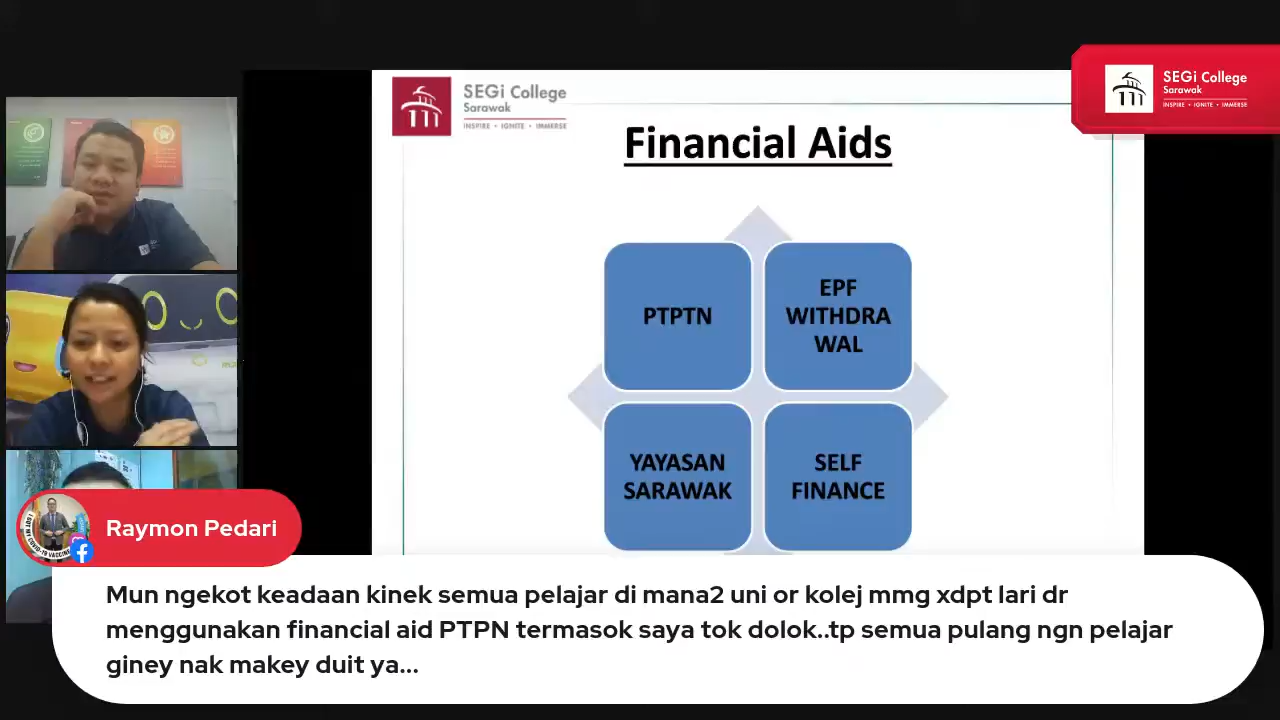 SEGi College
Sarawak
INSPIRE • IGNITE • IMMERSE
SEGi College
Sarawak
INSPIRE • IGNITE • IMMERSE
Financial Aids
PTPTN
EPF
WITHDRA
WAL
YAYASAN
SARAWAK
SELF
FINANCE
Raymon Pedari
Mun ngekot keadaan kinek semua pelajar di mana2 uni or kolej mmg xdpt lari dr
menggunakan financial aid PTPN termasok saya tok dolok..tp semua pulang ngn pelajar
giney nak makey duit ya...